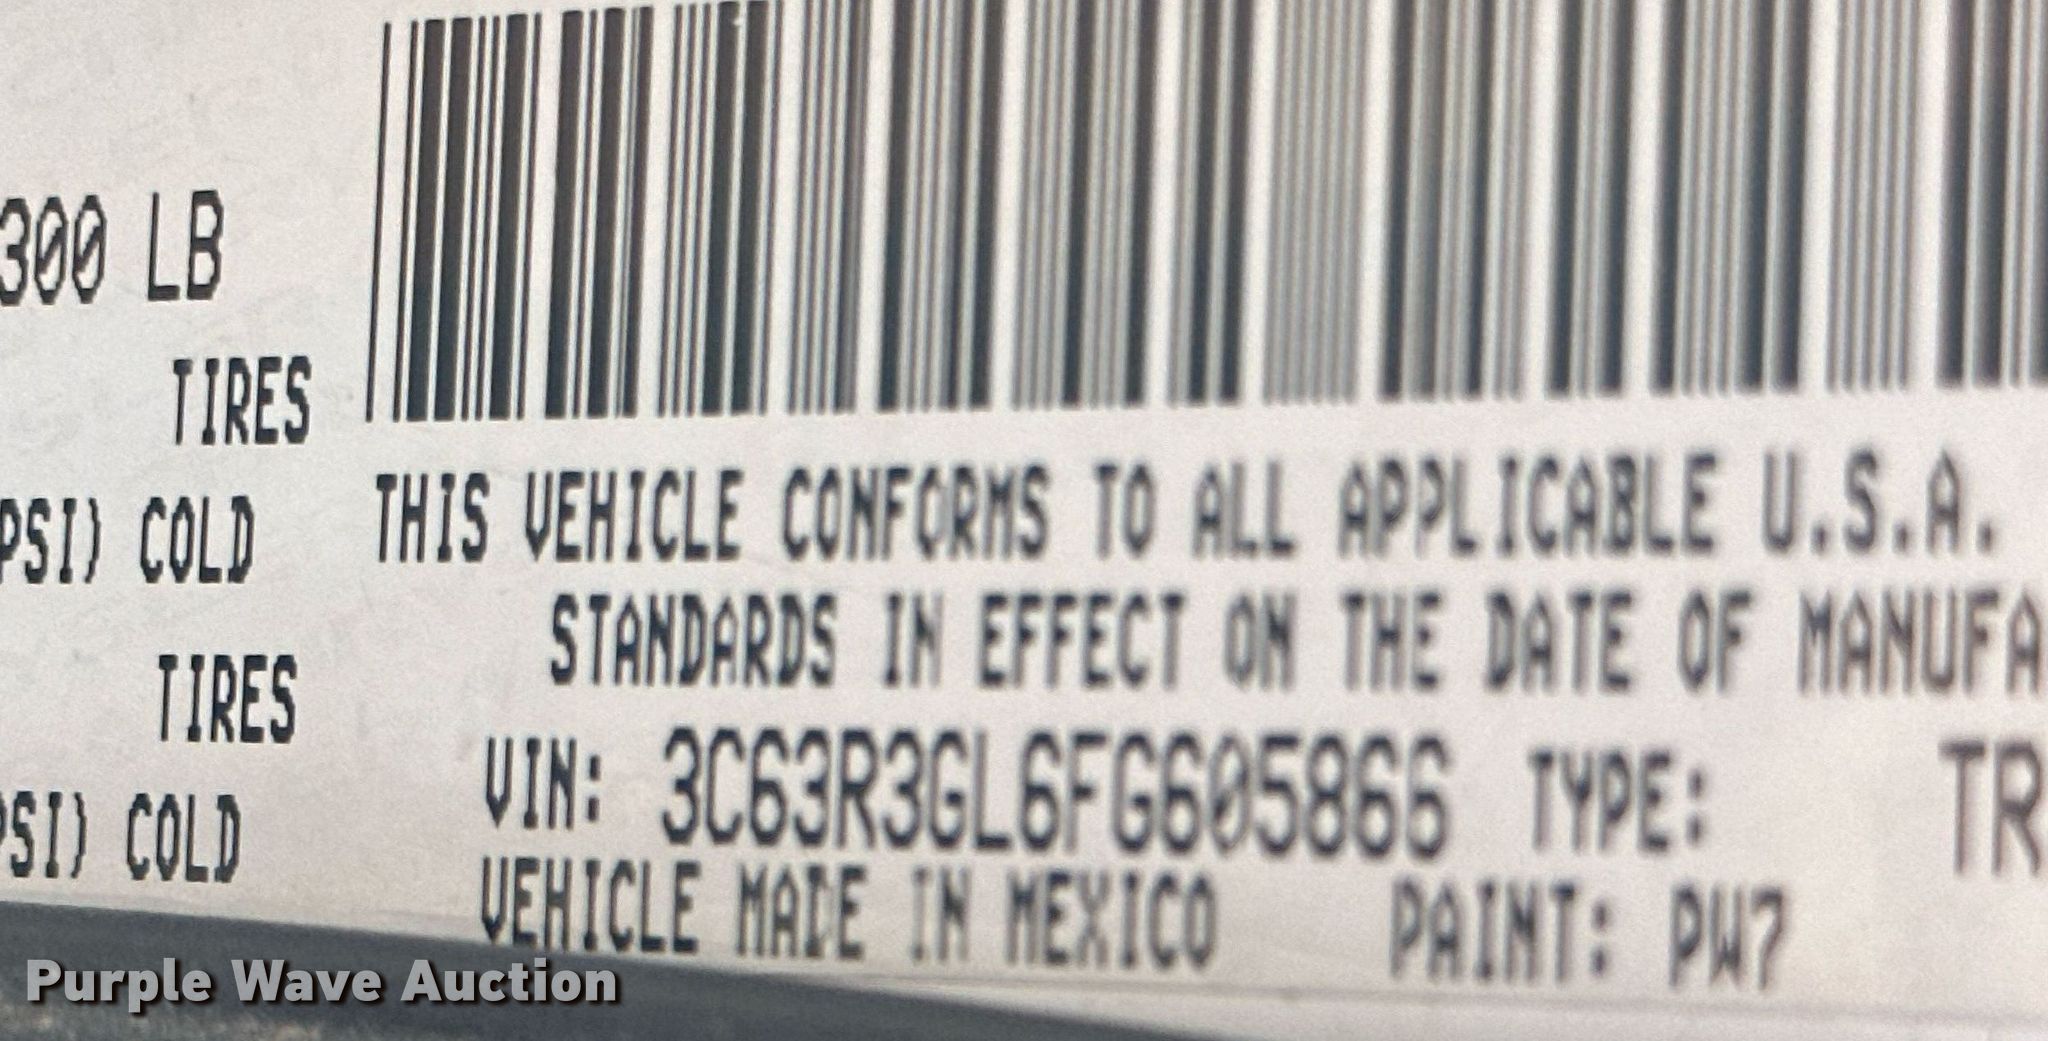 300 LB
TIRES
PSI) COLD
TIRES
PSI) COLD
THIS VEHICLE CONFORMS TO ALL APPLICABLE U.S.A.
STANDARDS IN EFFECT ON THE DATE OF MANUFA
VIN: 3C63R3GL6FG605866 TYPE: TR
VEHICLE MADE IN MEXICO PAINT: PW7
Purple Wave Auction